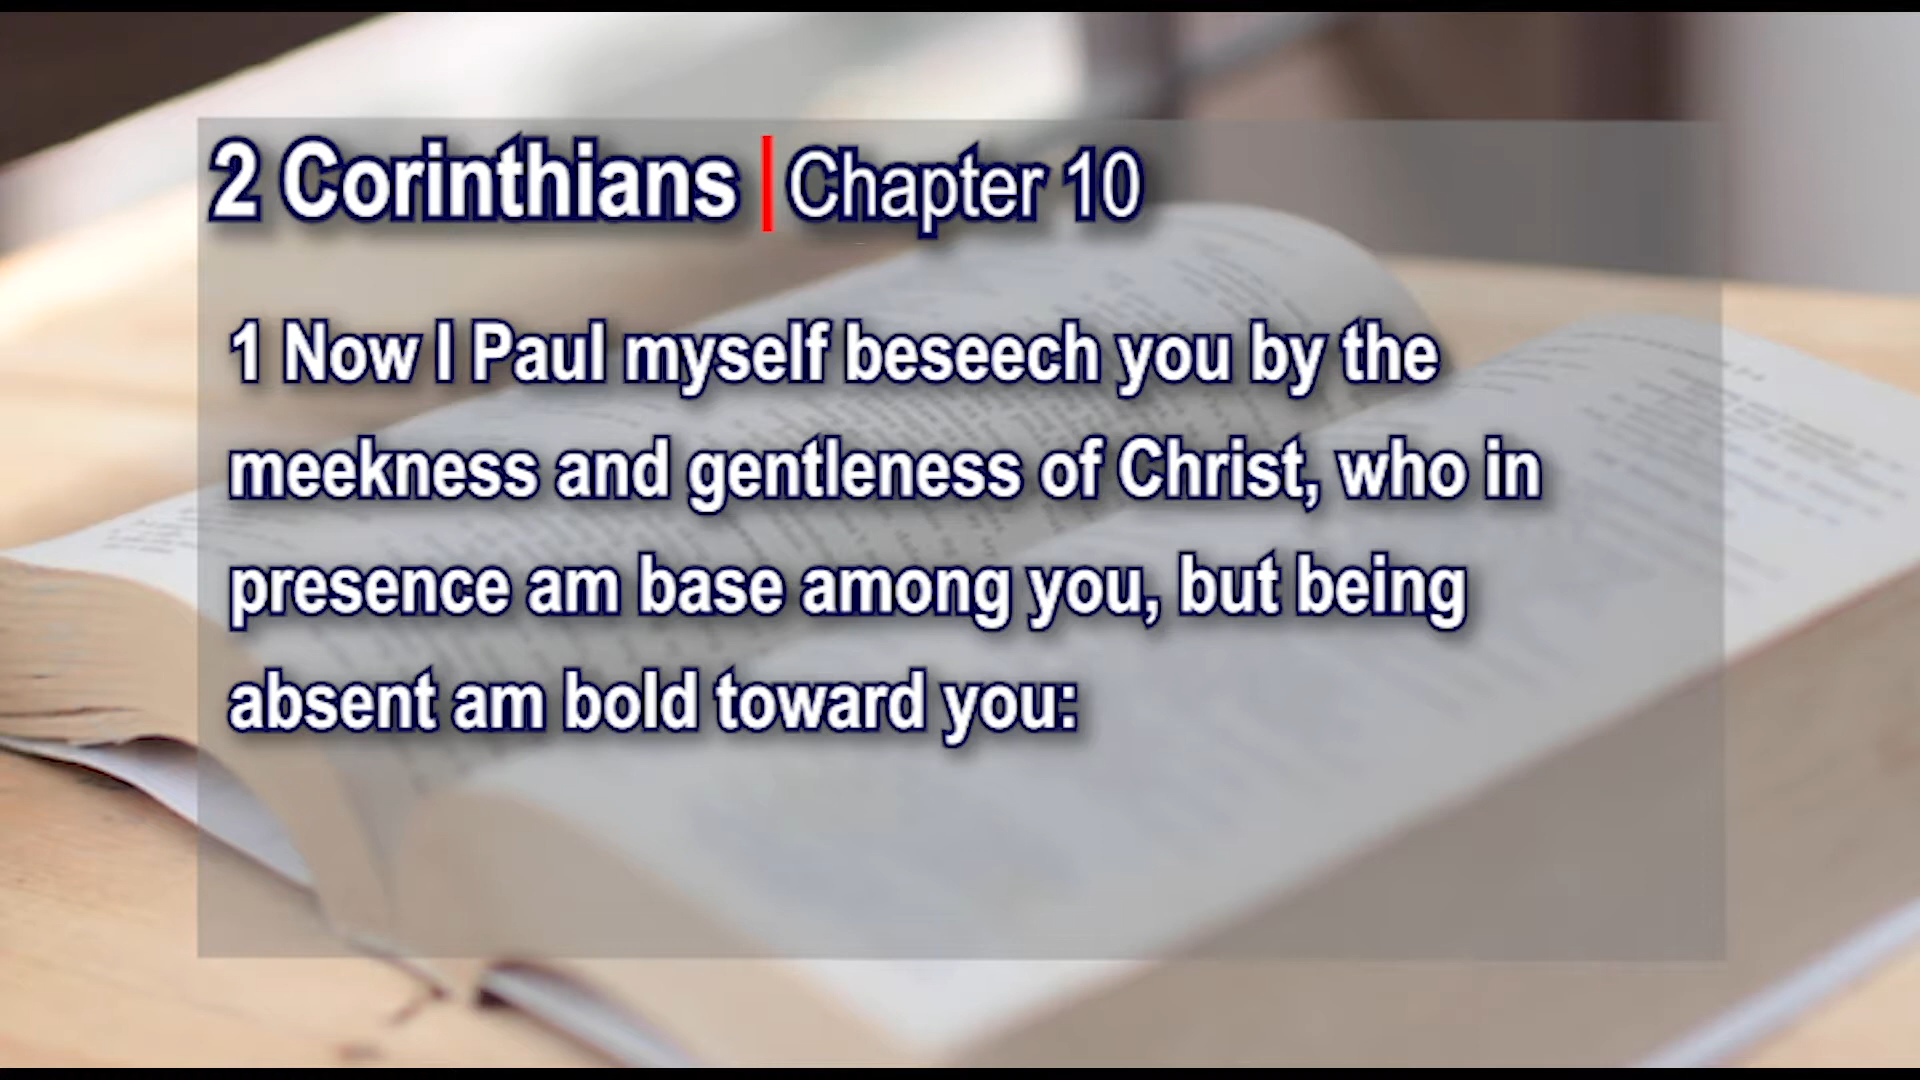 2 Corinthians | Chapter 10
1 Now I Paul myself beseech you by the
meekness and gentleness of Christ, who in
presence am base among you, but being
absent am bold toward you: